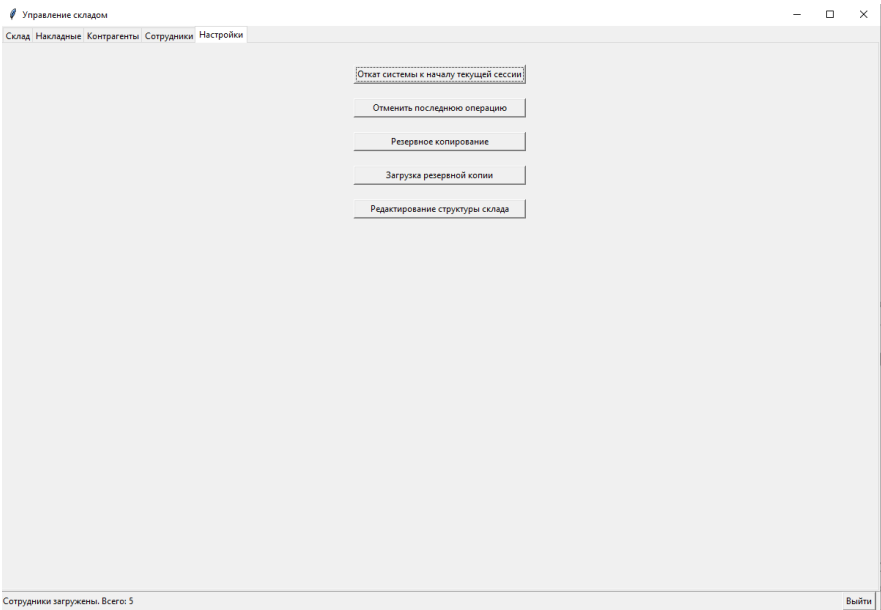 Управление складом
Склад Накладные Контрагенты Сотрудники Настройки
Откат системы к началу текущей сессии
Отменить последнюю операцию
Резервное копирование
Загрузка резервной копии
Редактирование структуры склада
Сотрудники загружены. Всего: 5 Выйти